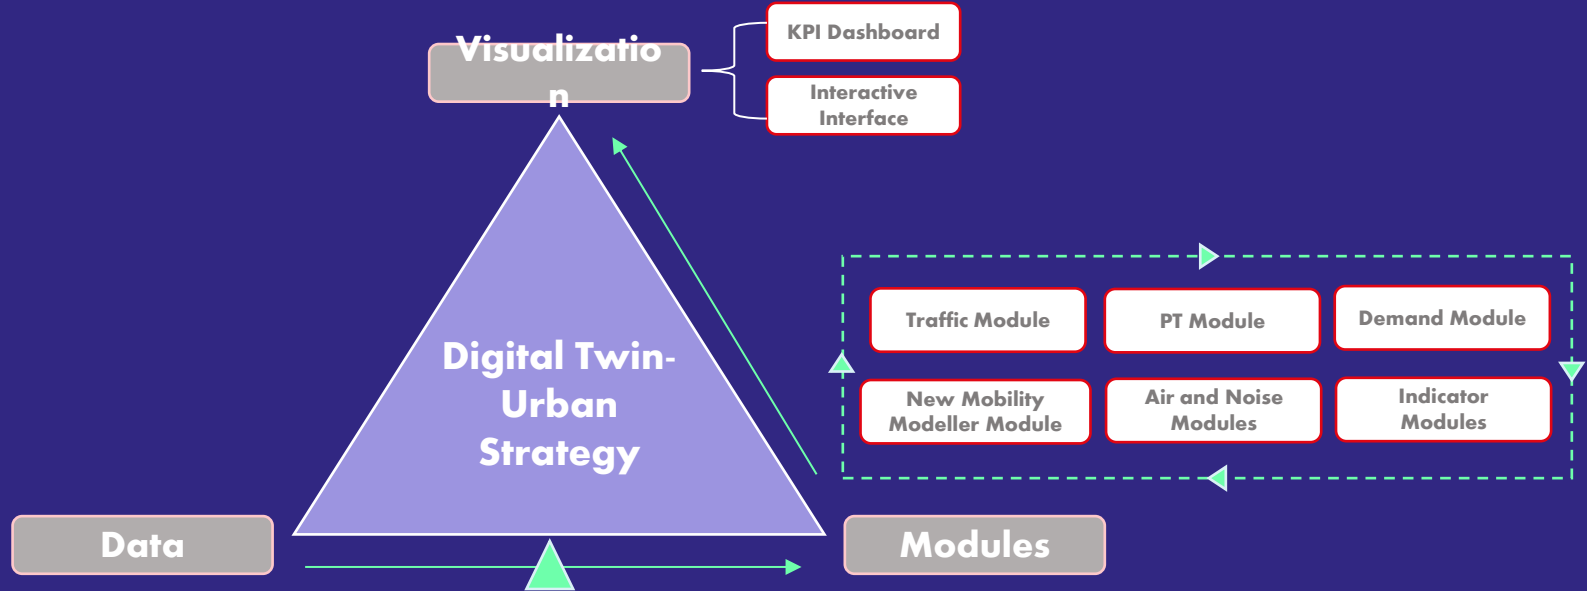 Visualizatio
n
KPI Dashboard
Interactive
Interface
Digital Twin-
Urban
Strategy
Traffic Module
PT Module
Demand Module
New Mobility
Modeller Module
Air and Noise
Modules
Indicator
Modules
Data
Modules